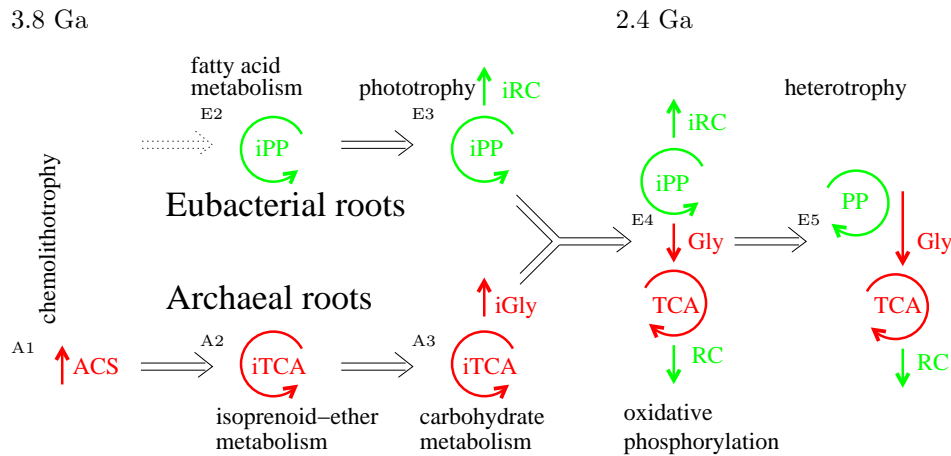 3.8 Ga
2.4 Ga
fatty acid
metabolism
phototrophy
iRC
heterotrophy
E2
E3
iPP
iPP
iRC
iPP
PP
Eubacterial roots
E4
E5
Gly
Gly
chemolithotrophy
Archaeal roots
iGly
TCA
TCA
A1
A2
A3
ACS
iTCA
iTCA
RC
RC
isoprenoid–ether
metabolism
carbohydrate
metabolism
oxidative
phosphorylation